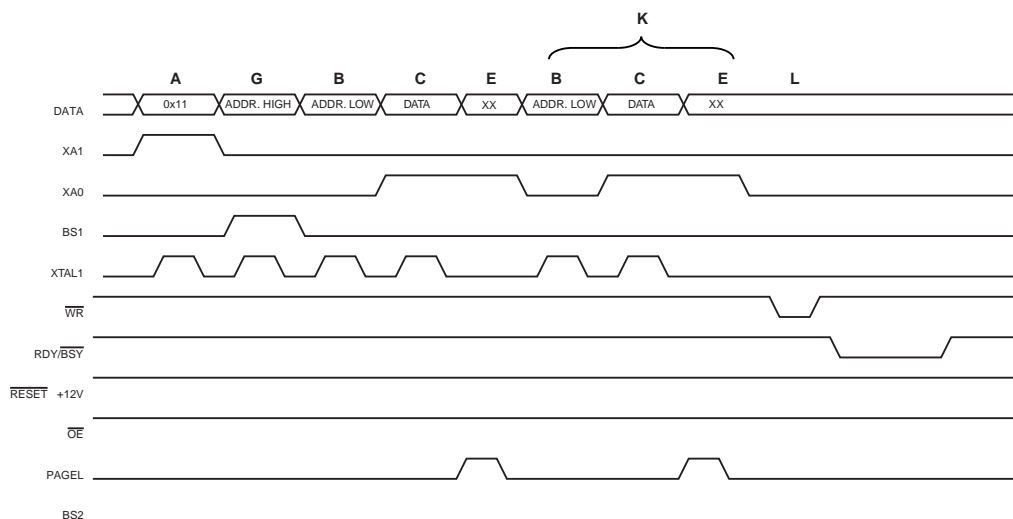 K
A G B C E B C E L
DATA 0x11 ADDR. HIGH ADDR. LOW DATA XX ADDR. LOW DATA XX
XA1
XA0
BS1
XTAL1
WR
RDY/BSY
RESET +12V
OE
PAGEL
BS2